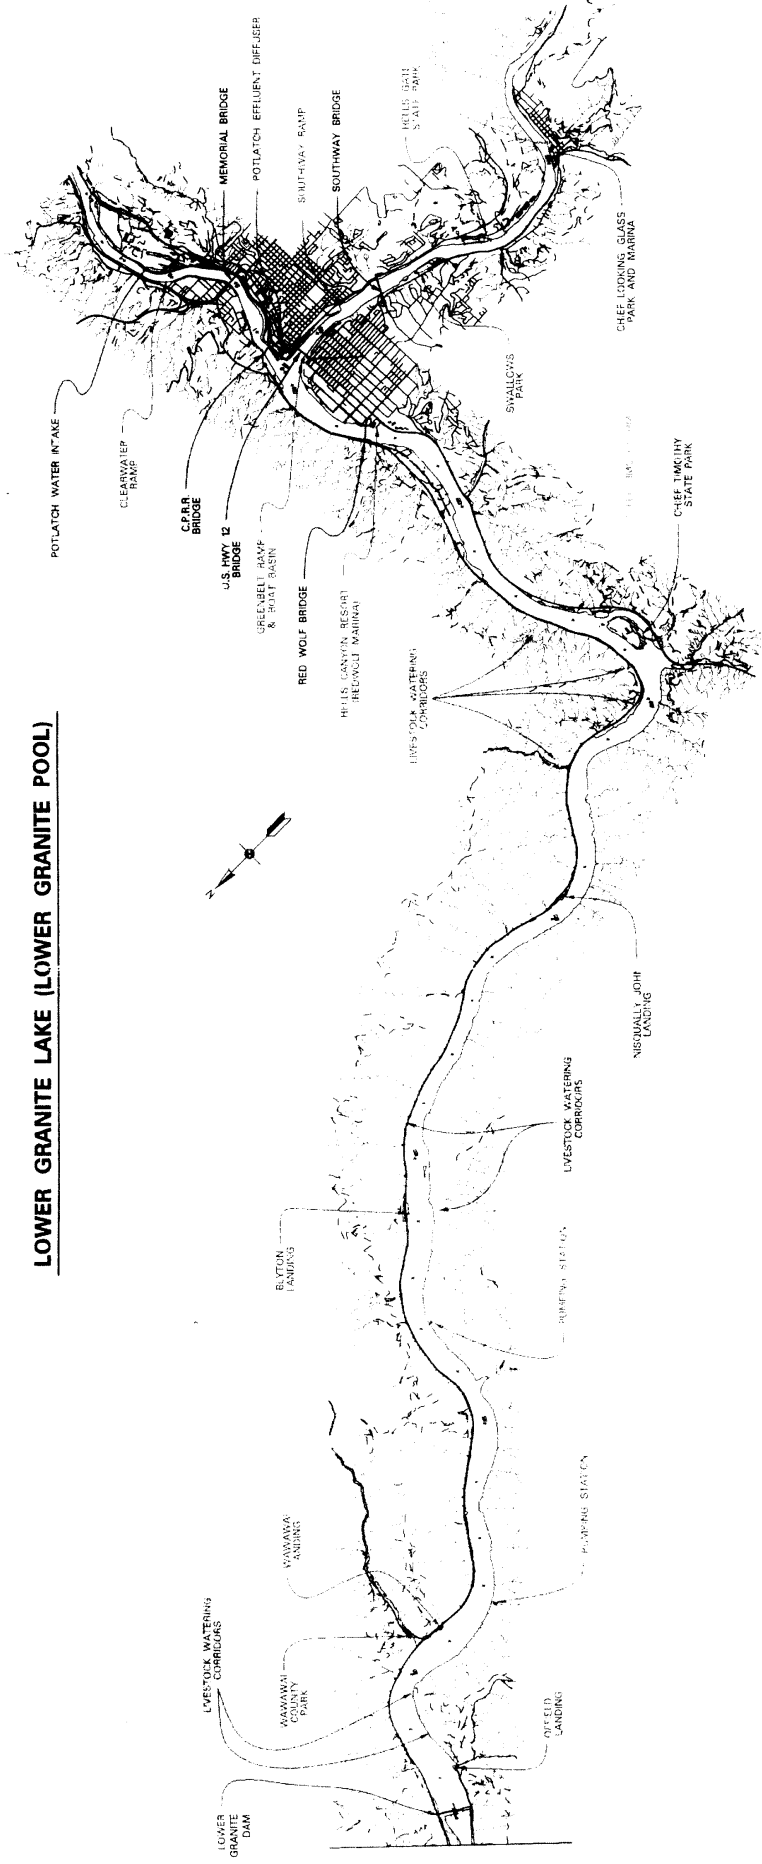 LOWER GRANITE LAKE (LOWER GRANITE POOL)
N
LOWER
GRANITE
DAM
LIVESTOCK WATERING
CORRIDORS
WAWAWAI
COUNTY
PARK
WAWAWAI
LANDING
OFFIELD
LANDING
PUMPING STATION
PUMPING STATION
BLYTON
LANDING
LIVESTOCK WATERING
CORRIDORS
NISQUALLY JOHN
LANDING
LIVESTOCK WATERING
CORRIDORS
CHIEF TIMOTHY
STATE PARK
HELLS CANYON RESORT
(REDWOLF MARINA)
RED WOLF BRIDGE
GREENBELT RAMP
& BOAT BASIN
U.S. HWY 12
BRIDGE
C.P.R.R.
BRIDGE
CLEARWATER
RAMP
POTLATCH WATER INTAKE
MEMORIAL BRIDGE
POTLATCH EFFLUENT DIFFUSER
SOUTHWAY RAMP
SOUTHWAY BRIDGE
HELLS GATE
STATE PARK
SWALLOWS
PARK
CHIEF LOOKING GLASS
PARK AND MARINA